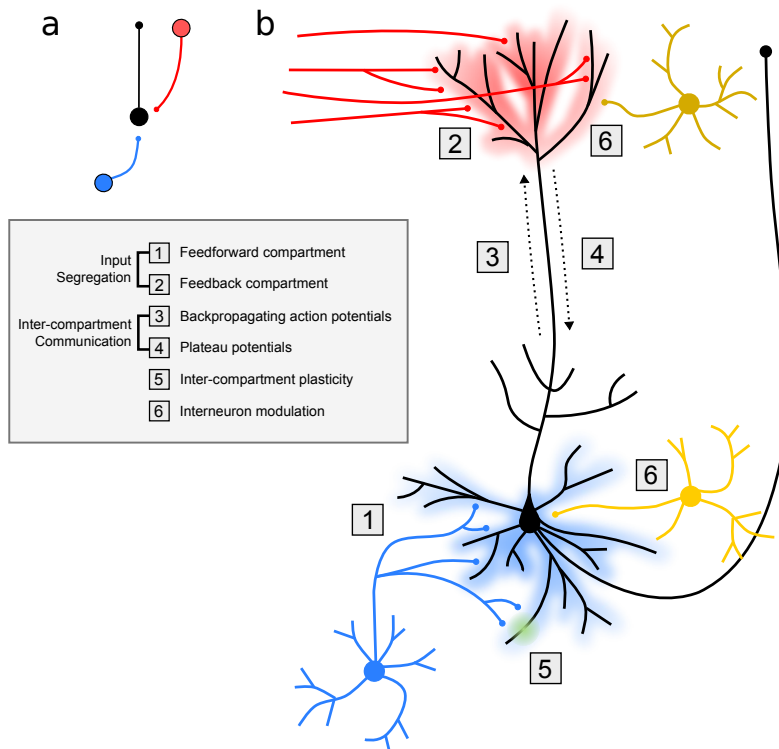 a
b
2
6
3
4
Input
Segregation
1 Feedforward compartment
2 Feedback compartment
Inter-compartment
Communication
3 Backpropagating action potentials
4 Plateau potentials
5 Inter-compartment plasticity
6 Interneuron modulation
6
1
5